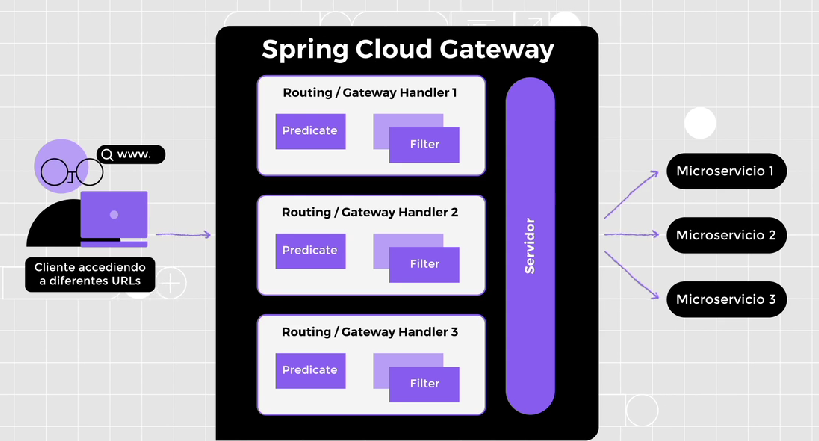 Spring Cloud Gateway
Routing / Gateway Handler 1
Predicate
Filter
Routing / Gateway Handler 2
Predicate
Filter
Routing / Gateway Handler 3
Predicate
Filter
Servidor
www.
Cliente accediendo
a diferentes URLs
Microservicio 1
Microservicio 2
Microservicio 3